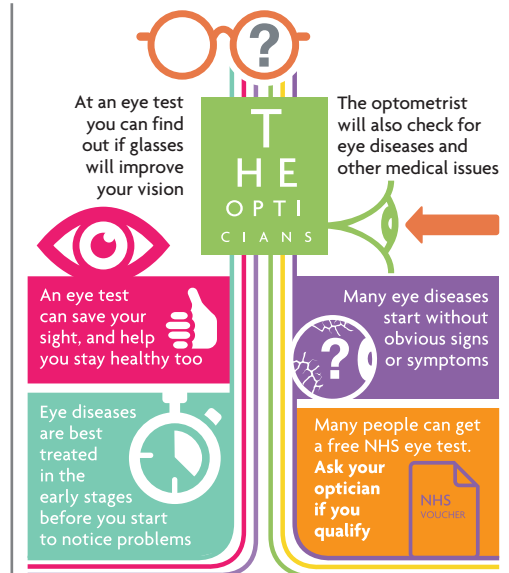 ?
At an eye test
you can find
out if glasses
will improve
your vision
T
HE
OPTI
CIANS
The optometrist
will also check for
eye diseases and
other medical issues
An eye test
can save your
sight, and help
you stay healthy too
Many eye diseases
start without
obvious signs
or symptoms
?
Eye diseases
are best
treated
in the
early stages
before you start
to notice problems
Many people can get
a free NHS eye test.
Ask your
optician
if you
qualify
NHS
VOUCHER